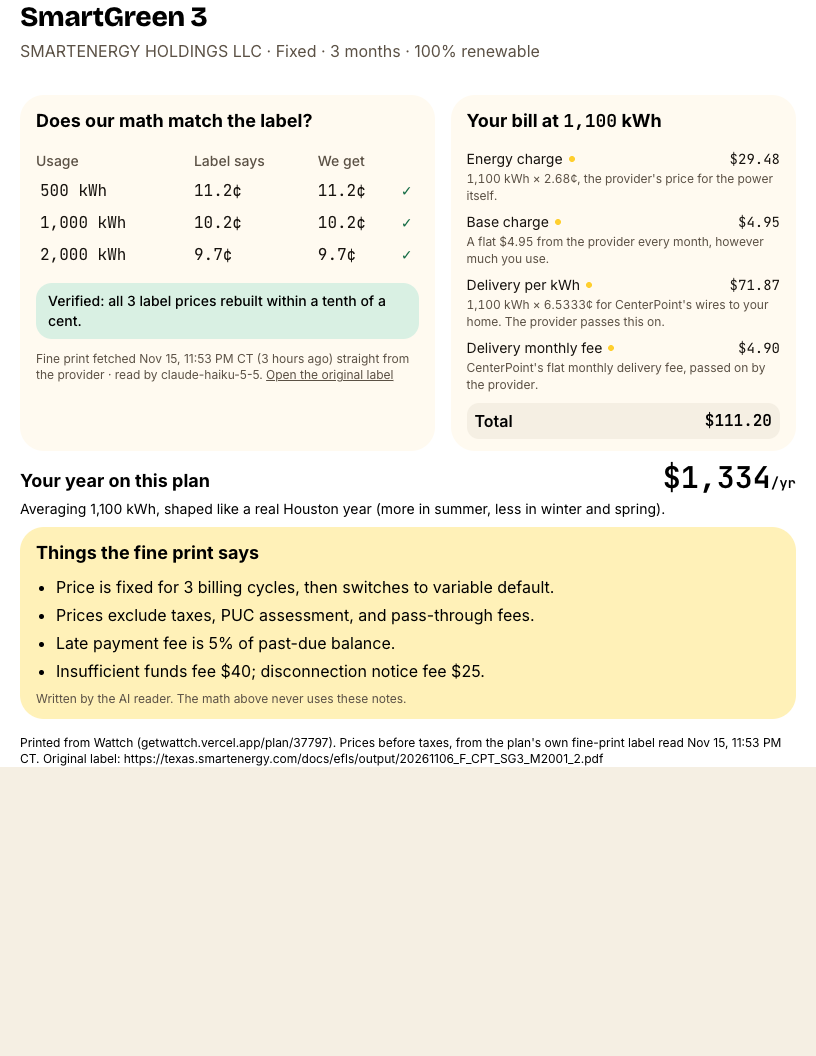 SmartGreen 3
SMARTENERGY HOLDINGS LLC · Fixed · 3 months · 100% renewable
Does our math match the label?
Usage Label says We get
500 kWh 11.2¢ 11.2¢ ✓
1,000 kWh 10.2¢ 10.2¢ ✓
2,000 kWh 9.7¢ 9.7¢ ✓
Verified: all 3 label prices rebuilt within a tenth of a
cent.
Fine print fetched Nov 15, 11:53 PM CT (3 hours ago) straight from
the provider · read by claude-haiku-5-5. Open the original label
Your bill at 1,100 kWh
Energy charge $29.48
1,100 kWh × 2.68¢, the provider's price for the power
itself.
Base charge $4.95
A flat $4.95 from the provider every month, however
much you use.
Delivery per kWh $71.87
1,100 kWh × 6.5333¢ for CenterPoint's wires to your
home. The provider passes this on.
Delivery monthly fee $4.90
CenterPoint's flat monthly delivery fee, passed on by
the provider.
Total $111.20
Your year on this plan $1,334/yr
Averaging 1,100 kWh, shaped like a real Houston year (more in summer, less in winter and spring).
Things the fine print says
• Price is fixed for 3 billing cycles, then switches to variable default.
• Prices exclude taxes, PUC assessment, and pass-through fees.
• Late payment fee is 5% of past-due balance.
• Insufficient funds fee $40; disconnection notice fee $25.
Written by the AI reader. The math above never uses these notes.
Printed from Wattch (getwattch.vercel.app/plan/37797). Prices before taxes, from the plan's own fine-print label read Nov 15, 11:53 PM
CT. Original label: https://texas.smartenergy.com/docs/efls/output/20261106_F_CPT_SG3_M2001_2.pdf